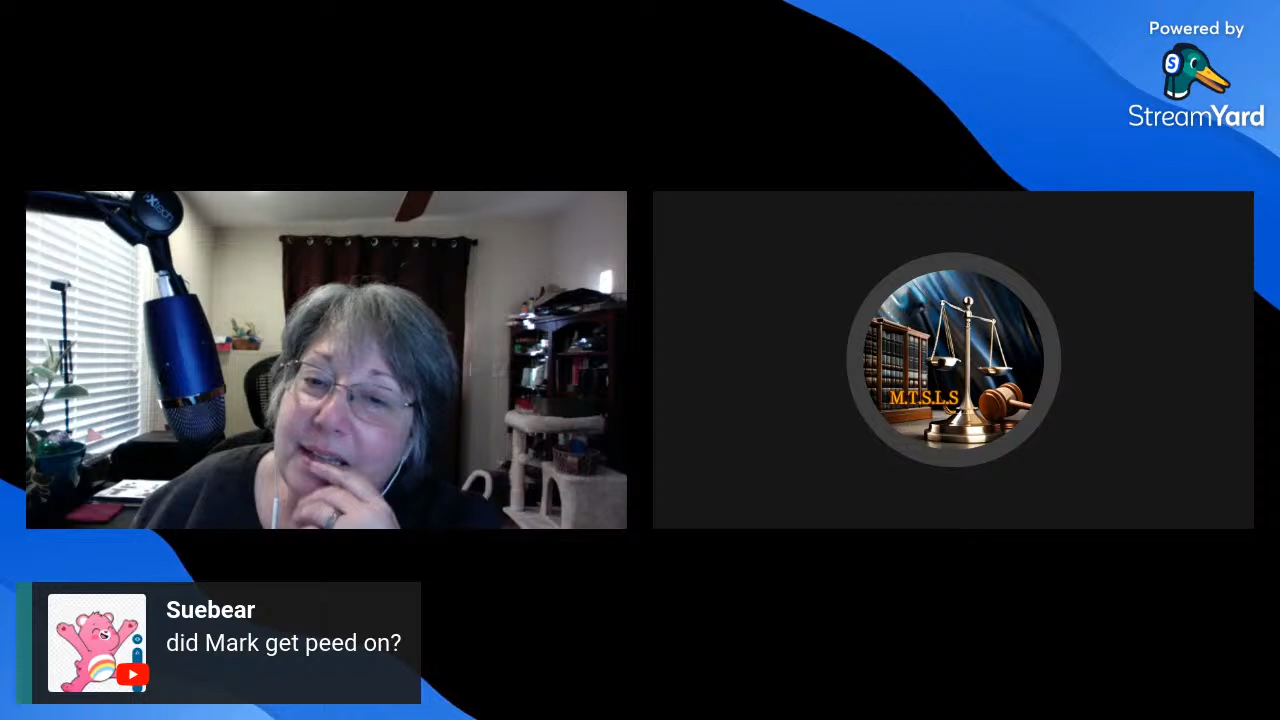 Powered by
StreamYard
M.T.S.L.S
Suebear
did Mark get peed on?